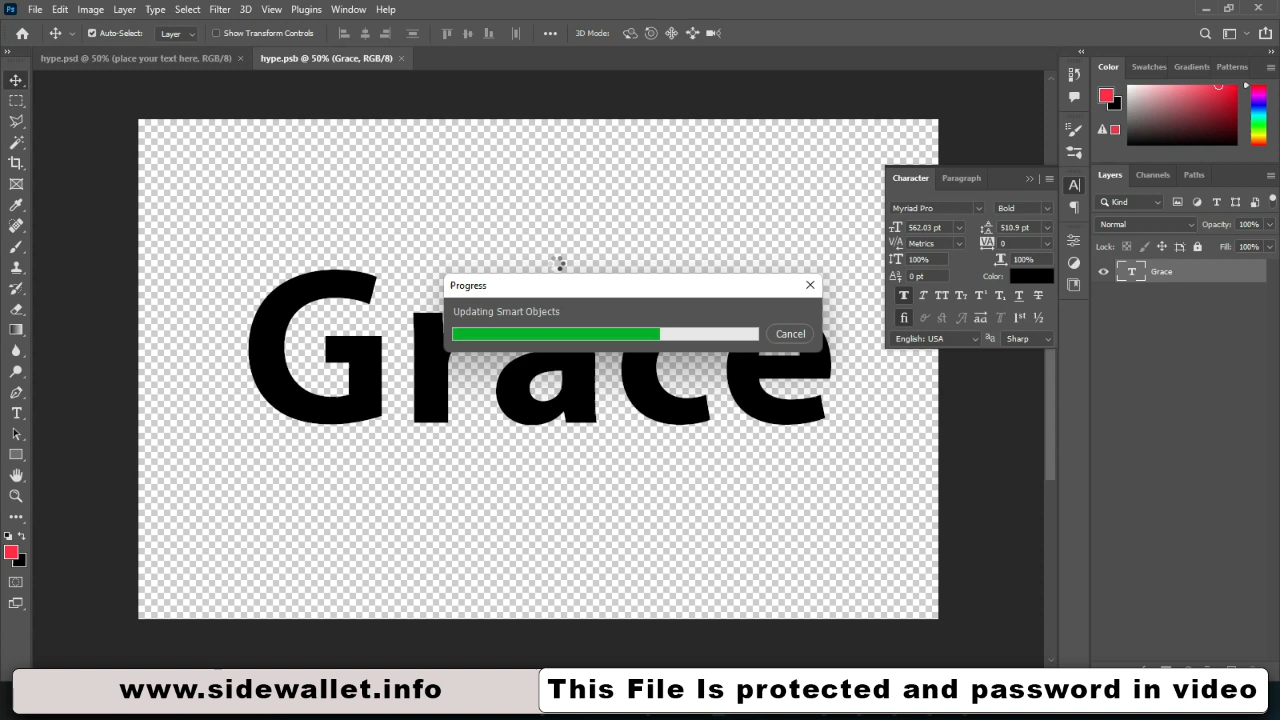 Ps File Edit Image Layer Type Select Filter 3D View Plugins Window Help
Auto-Select: Layer Show Transform Controls 3D Mode:
hype.psd @ 50% (place your text here, RGB/8) × hype.psb @ 50% (Grace, RGB/8) ×
Color Swatches Gradients Patterns
Character Paragraph
Myriad Pro Bold
562.03 pt 510.9 pt
Metrics 0
100% 100%
0 pt Color:
English: USA Sharp
Layers Channels Paths
Kind
Normal Opacity: 100%
Lock: Fill: 100%
T Grace
Progress
Updating Smart Objects
Cancel
Grace
www.sidewallet.info
This File Is protected and password in video